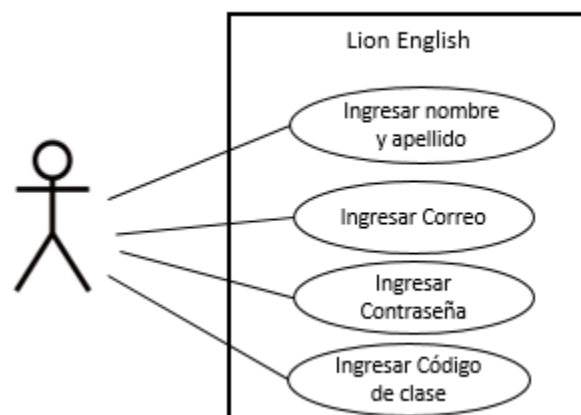 Lion English
Ingresar nombre
y apellido
Ingresar Correo
Ingresar
Contraseña
Ingresar Código
de clase